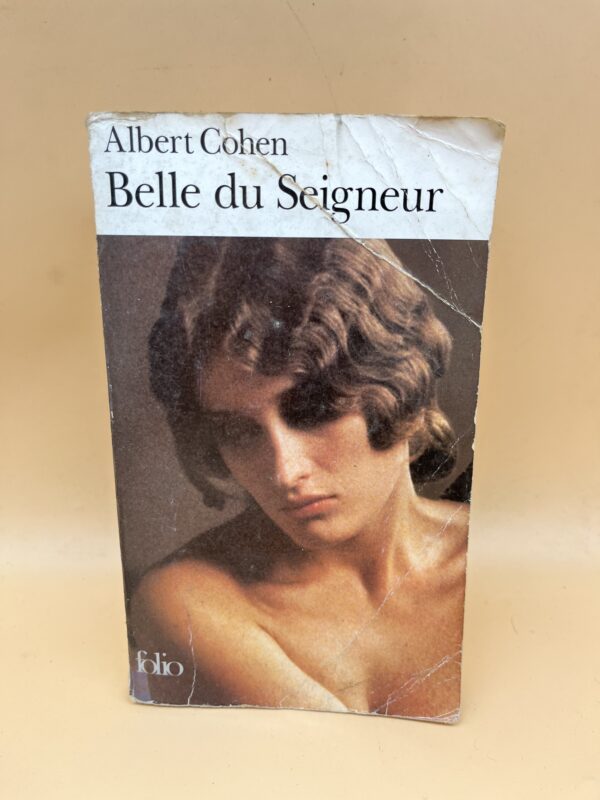 Albert Cohen
Belle du Seigneur
folio